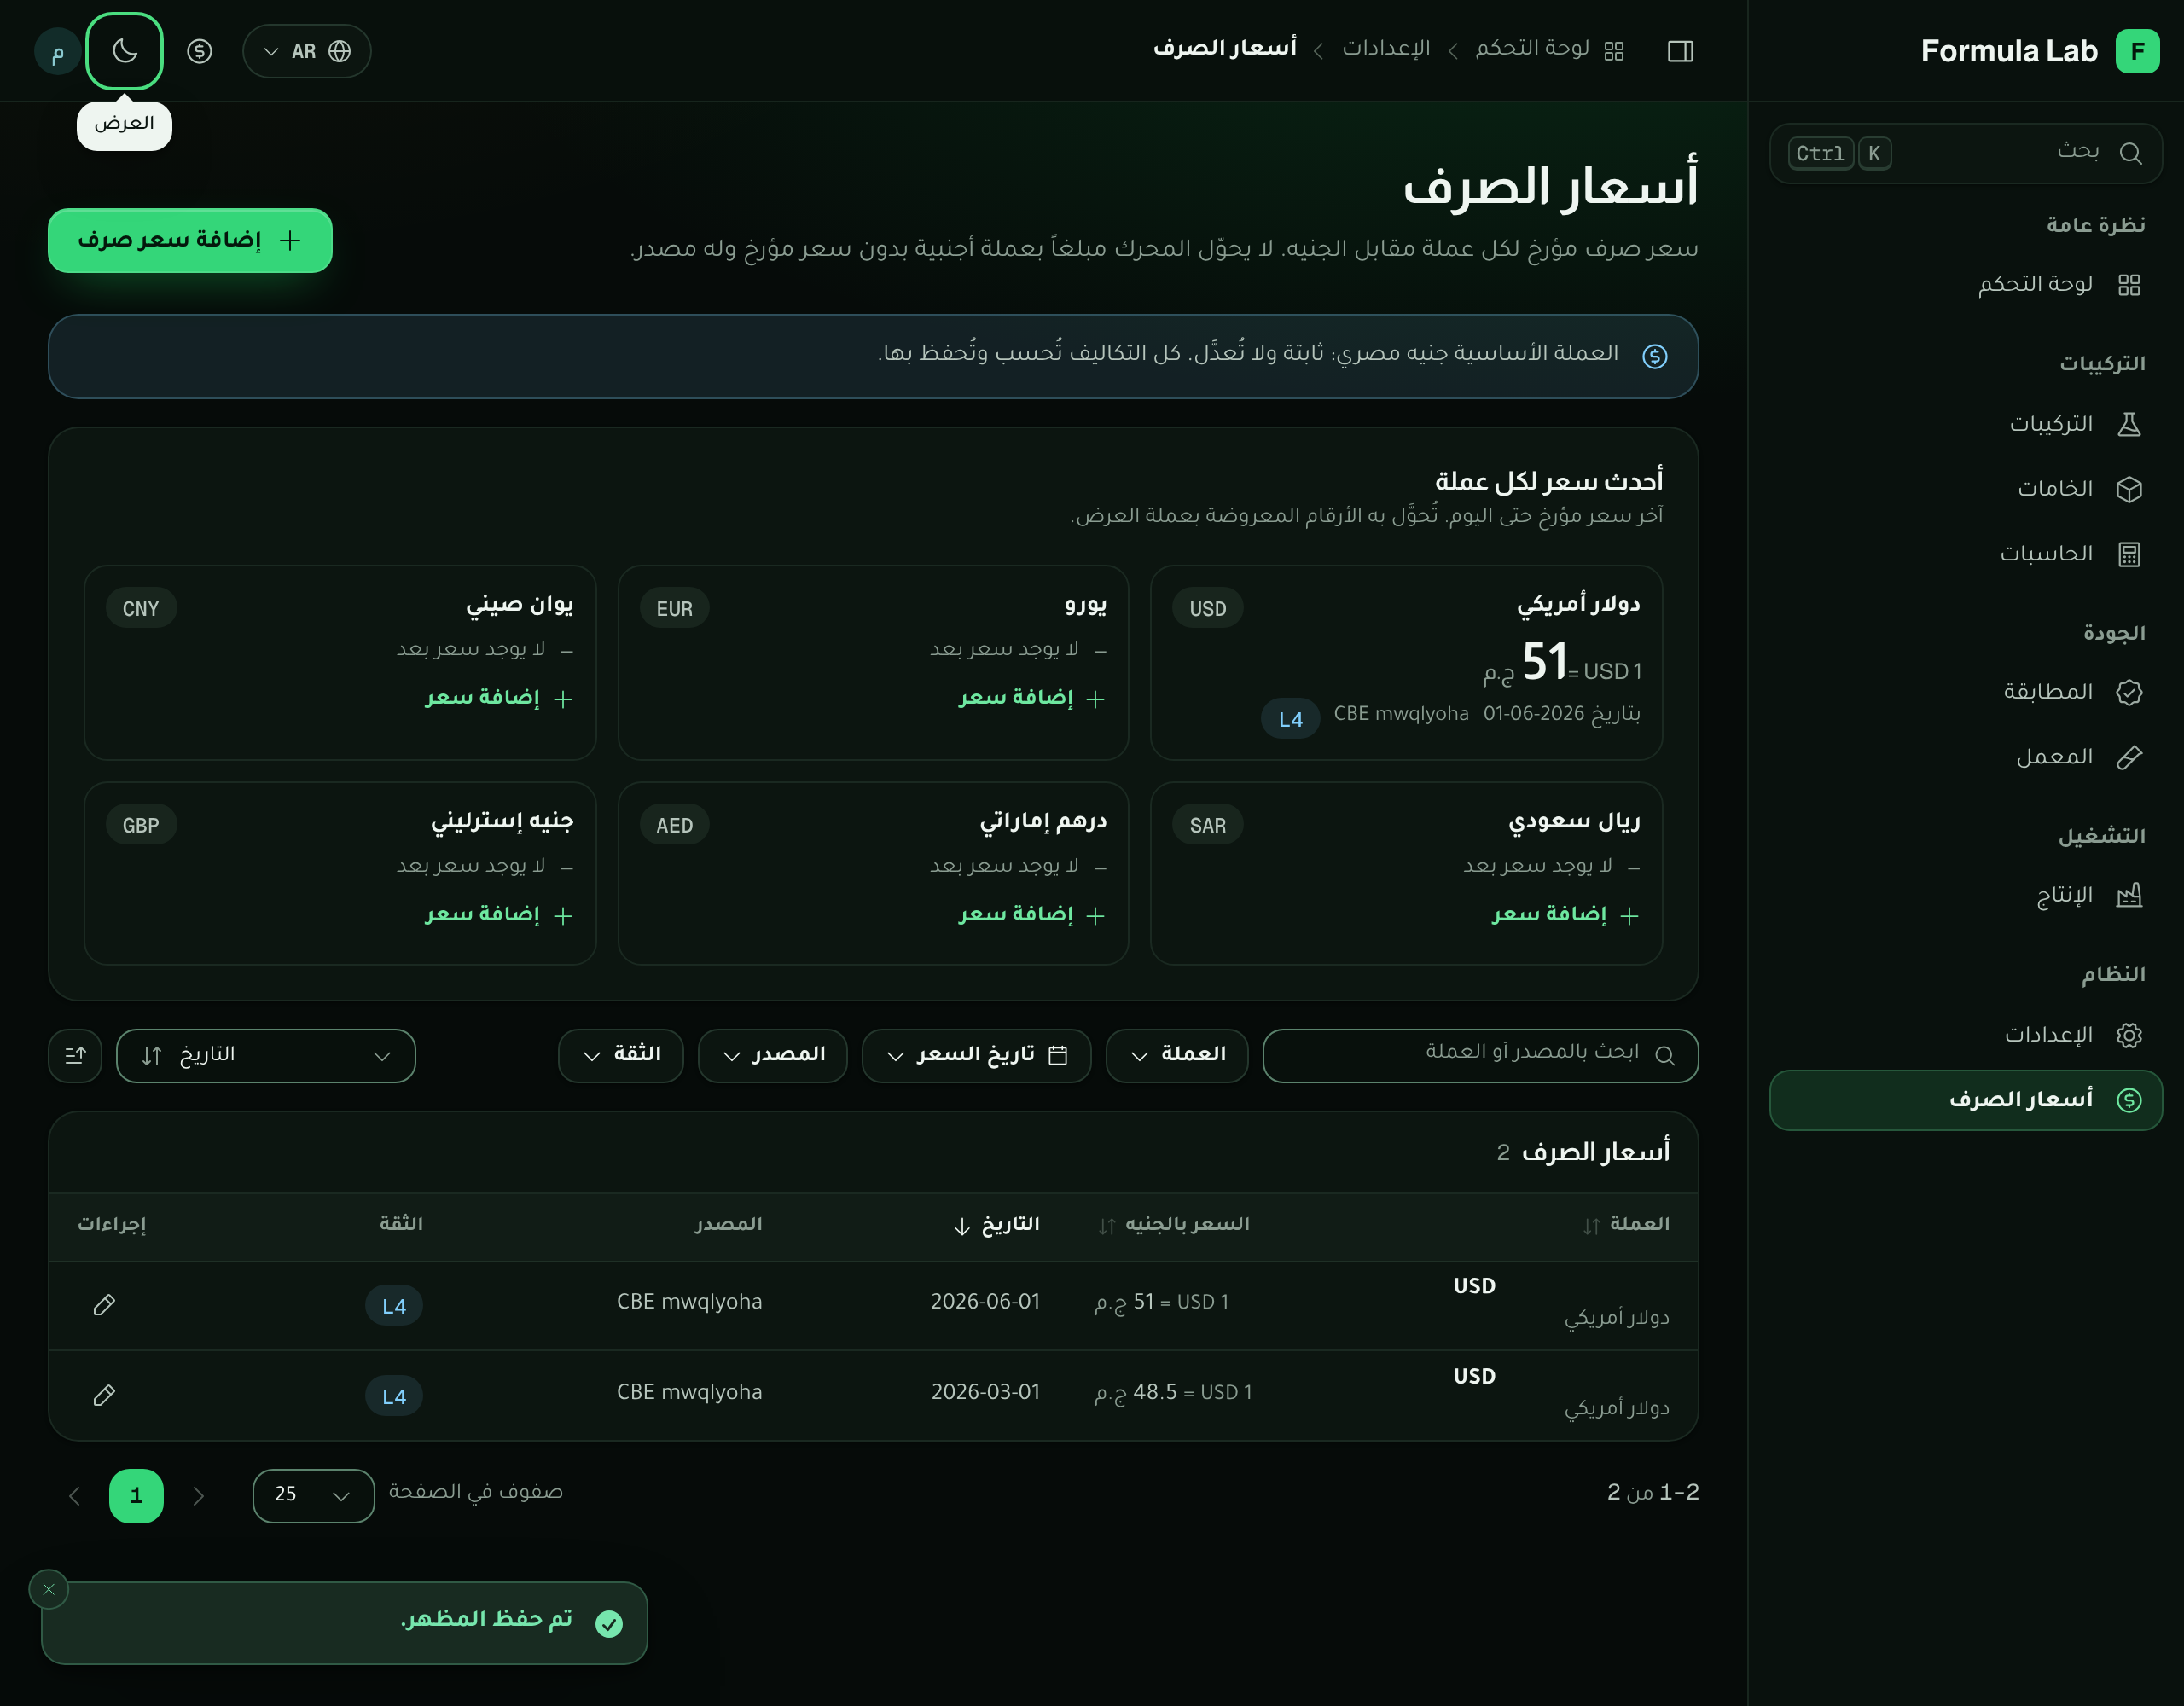 Formula Lab
F
بحث
Ctrl K
نظرة عامة
لوحة التحكم
التركيبات
التركيبات
الخامات
الحاسبات
الجودة
المطابقة
المعمل
التشغيل
الإنتاج
النظام
الإعدادات
أسعار الصرف
لوحة التحكم
الإعدادات
أسعار الصرف
AR
م
العرض
أسعار الصرف
سعر صرف مؤرخ لكل عملة مقابل الجنيه. لا يحوّل المحرك مبلغاً بعملة أجنبية بدون سعر مؤرخ وله مصدر.
إضافة سعر صرف
العملة الأساسية جنيه مصري: ثابتة ولا تُعدَّل. كل التكاليف تُحسب وتُحفظ بها.
أحدث سعر لكل عملة
آخر سعر مؤرخ حتى اليوم. تُحوَّل به الأرقام المعروضة بعملة العرض.
دولار أمريكي USD
1 USD = 51 ج.م
بتاريخ 2026-06-01 CBE mwqlyoha L4
يورو EUR
– لا يوجد سعر بعد
إضافة سعر
يوان صيني CNY
– لا يوجد سعر بعد
إضافة سعر
ريال سعودي SAR
– لا يوجد سعر بعد
إضافة سعر
درهم إماراتي AED
– لا يوجد سعر بعد
إضافة سعر
جنيه إسترليني GBP
– لا يوجد سعر بعد
إضافة سعر
ابحث بالمصدر أو العملة
العملة
تاريخ السعر
المصدر
الثقة
التاريخ
أسعار الصرف 2
العملة السعر بالجنيه التاريخ المصدر الثقة إجراءات
USD
دولار أمريكي
1 USD = 51 ج.م 2026-06-01 CBE mwqlyoha L4
USD
دولار أمريكي
1 USD = 48.5 ج.م 2026-03-01 CBE mwqlyoha L4
1–2 من 2
صفوف في الصفحة 25
1
تم حفظ المظهر.